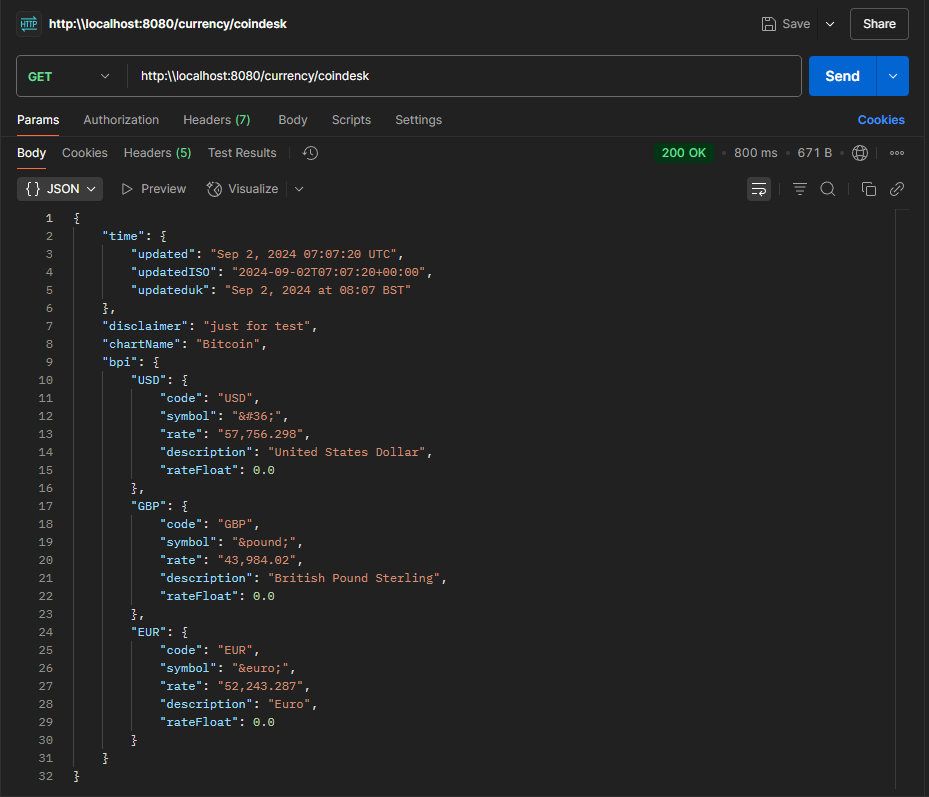 HTTP http:\\localhost:8080/currency/coindesk Save Share
GET http:\\localhost:8080/currency/coindesk Send
Params Authorization Headers (7) Body Scripts Settings Cookies
Body Cookies Headers (5) Test Results 200 OK • 800 ms • 671 B •
{} JSON Preview Visualize
1 {
2 "time": {
3 "updated": "Sep 2, 2024 07:07:20 UTC",
4 "updatedISO": "2024-09-02T07:07:20+00:00",
5 "updateduk": "Sep 2, 2024 at 08:07 BST"
6 },
7 "disclaimer": "just for test",
8 "chartName": "Bitcoin",
9 "bpi": {
10 "USD": {
11 "code": "USD",
12 "symbol": "&#36;",
13 "rate": "57,756.298",
14 "description": "United States Dollar",
15 "rateFloat": 0.0
16 },
17 "GBP": {
18 "code": "GBP",
19 "symbol": "&pound;",
20 "rate": "43,984.02",
21 "description": "British Pound Sterling",
22 "rateFloat": 0.0
23 },
24 "EUR": {
25 "code": "EUR",
26 "symbol": "&euro;",
27 "rate": "52,243.287",
28 "description": "Euro",
29 "rateFloat": 0.0
30 }
31 }
32 }